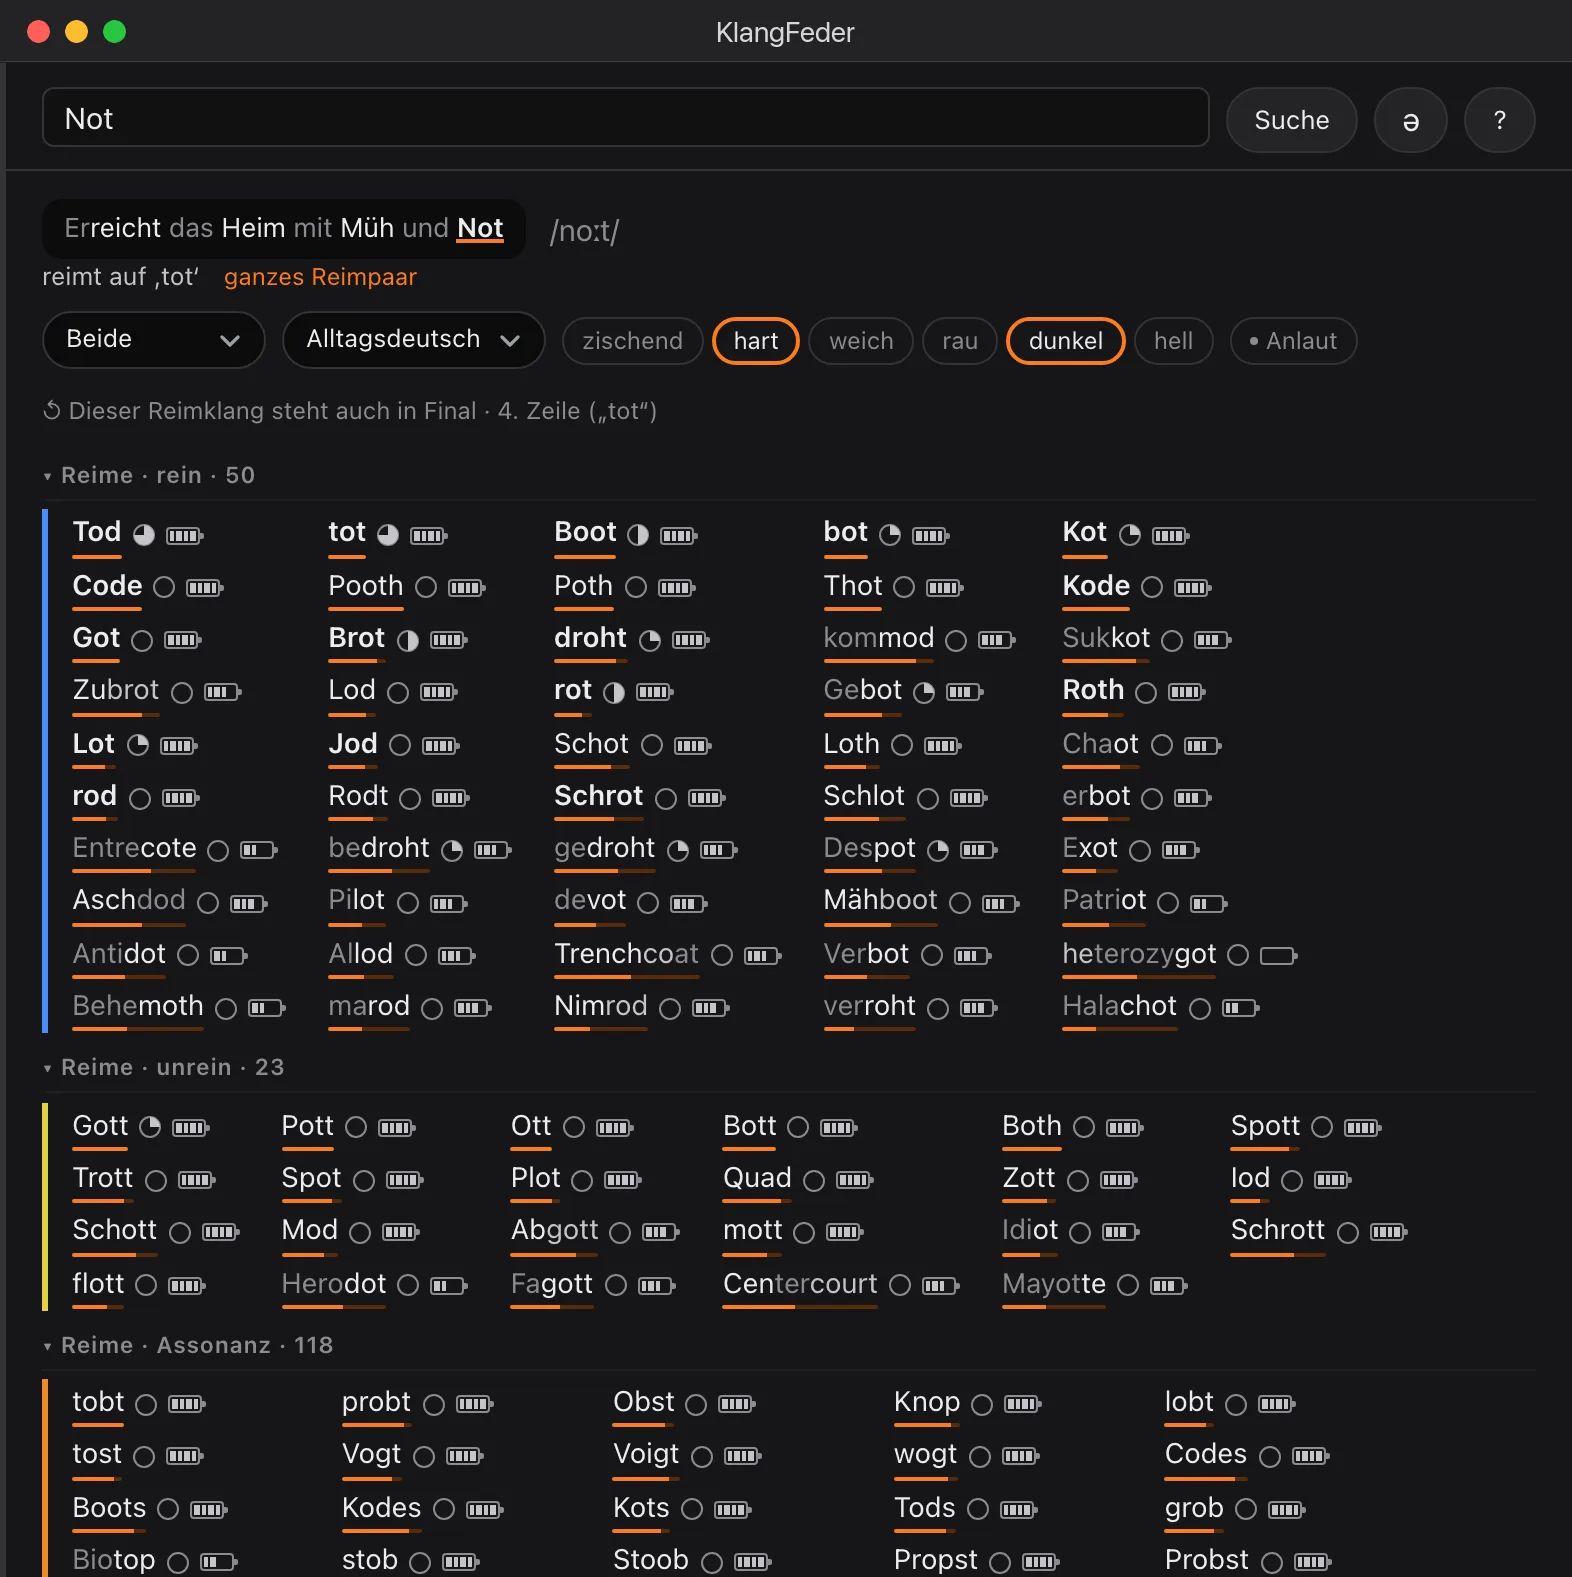 KlangFeder
Not Suche ə ?
Erreicht das Heim mit Müh und Not /noːt/
reimt auf ‚tot‘ ganzes Reimpaar
Beide Alltagsdeutsch zischend hart weich rau dunkel hell • Anlaut
↺ Dieser Reimklang steht auch in Final · 4. Zeile („tot“)
▾ Reime · rein · 50
Tod tot Boot bot Kot
Code Pooth Poth Thot Kode
Got Brot droht kommod Sukkot
Zubrot Lod rot Gebot Roth
Lot Jod Schot Loth Chaot
rod Rodt Schrot Schlot erbot
Entrecote bedroht gedroht Despot Exot
Aschdod Pilot devot Mähboot Patriot
Antidot Allod Trenchcoat Verbot heterozygot
Behemoth marod Nimrod verroht Halachot
▾ Reime · unrein · 23
Gott Pott Ott Bott Both Spott
Trott Spot Plot Quad Zott Iod
Schott Mod Abgott mott Idiot Schrott
flott Herodot Fagott Centercourt Mayotte
▾ Reime · Assonanz · 118
tobt probt Obst Knop lobt
tost Vogt Voigt wogt Codes
Boots Kodes Kots Tods grob
Biotop stob Stoob Propst Probst